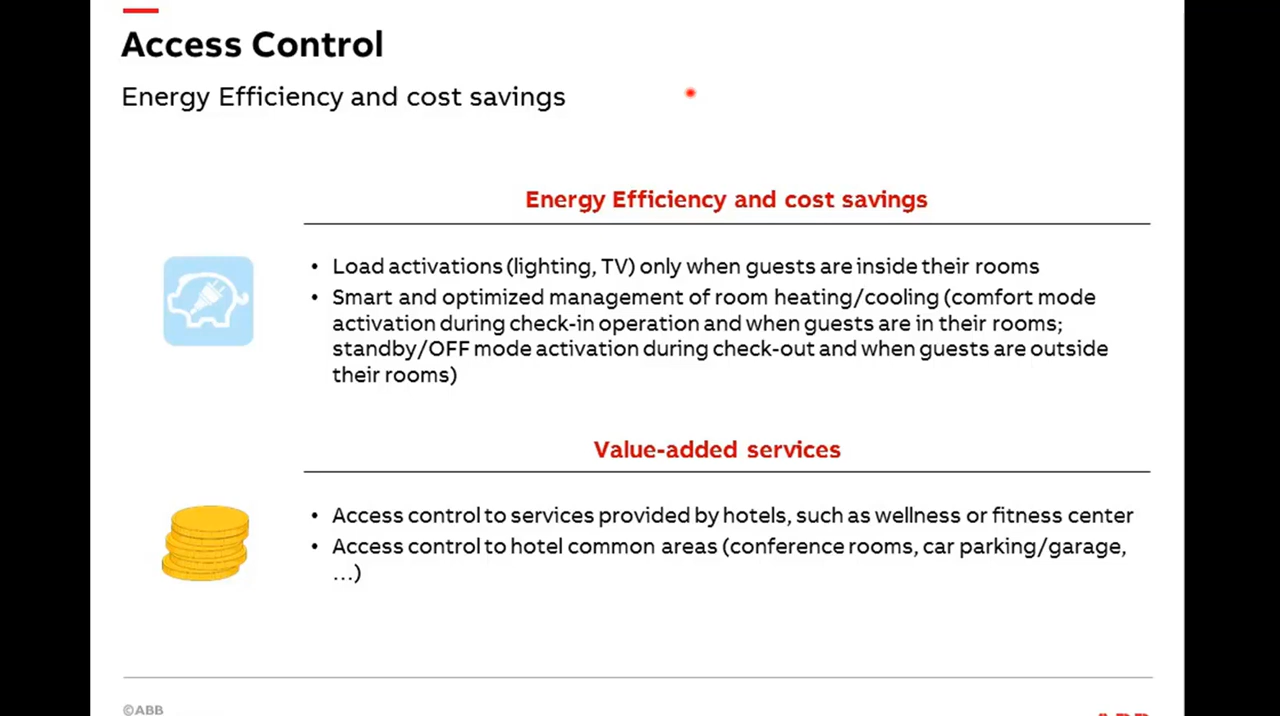 Access Control
Energy Efficiency and cost savings
Energy Efficiency and cost savings
• Load activations (lighting, TV) only when guests are inside their rooms
• Smart and optimized management of room heating/cooling (comfort mode
activation during check-in operation and when guests are in their rooms;
standby/OFF mode activation during check-out and when guests are outside
their rooms)
Value-added services
• Access control to services provided by hotels, such as wellness or fitness center
• Access control to hotel common areas (conference rooms, car parking/garage,
...)
©ABB
ABB